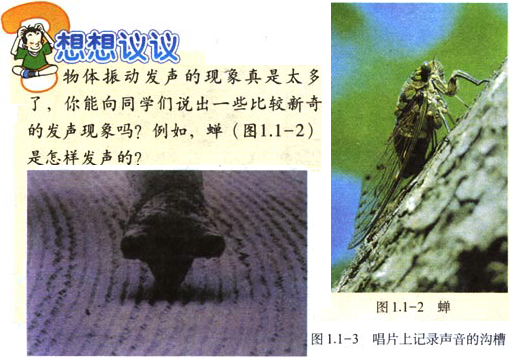 想想议议
物体振动发声的现象真是太多
了，你能向同学们说出一些比较新奇
的发声现象吗？例如，蝉（图1.1-2）
是怎样发声的？
图1.1-2 蝉
图1.1-3 唱片上记录声音的沟槽